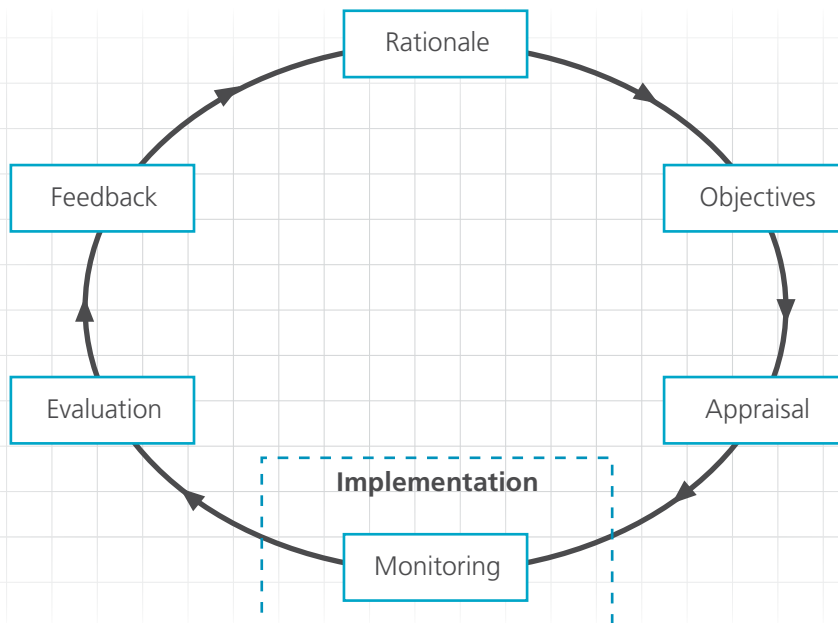 Rationale
Feedback
Objectives
Evaluation
Appraisal
Implementation
Monitoring